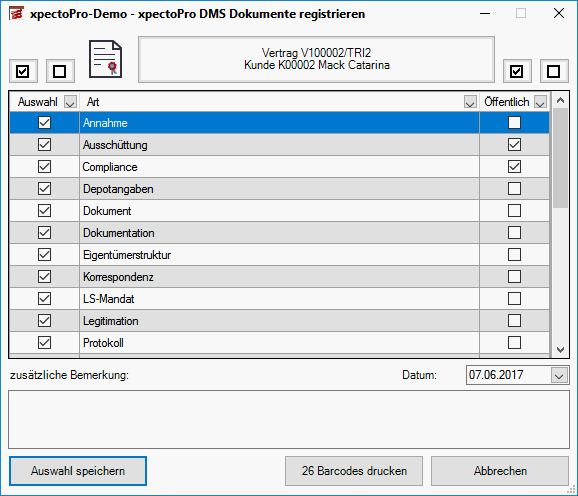 xpectoPro-Demo - xpectoPro DMS Dokumente registrieren
Vertrag V100002/TRI2
Kunde K00002 Mack Catarina
Auswahl Art Öffentlich
Annahme
Ausschüttung
Compliance
Depotangaben
Dokument
Dokumentation
Eigentümerstruktur
Korrespondenz
LS-Mandat
Legitimation
Protokoll
zusätzliche Bemerkung: Datum: 07.06.2017
Auswahl speichern 26 Barcodes drucken Abbrechen